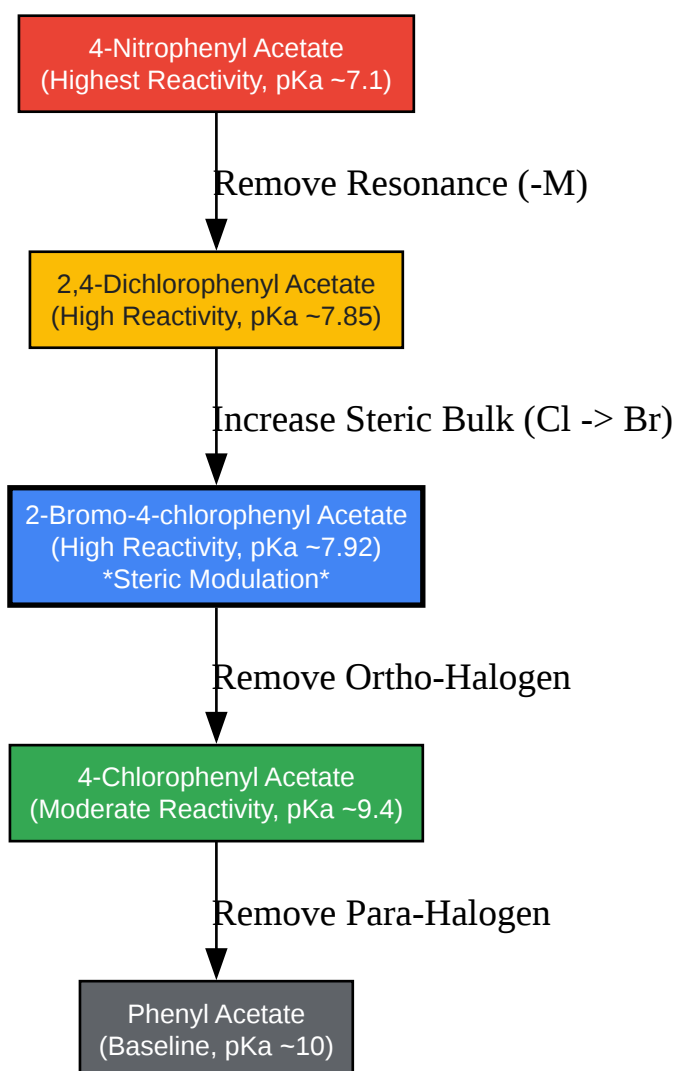 4-Nitrophenyl Acetate
(Highest Reactivity, pKa ~7.1)
Remove Resonance (-M)
2,4-Dichlorophenyl Acetate
(High Reactivity, pKa ~7.85)
Increase Steric Bulk (Cl -> Br)
2-Bromo-4-chlorophenyl Acetate
(High Reactivity, pKa ~7.92)
*Steric Modulation*
Remove Ortho-Halogen
4-Chlorophenyl Acetate
(Moderate Reactivity, pKa ~9.4)
Remove Para-Halogen
Phenyl Acetate
(Baseline, pKa ~10)